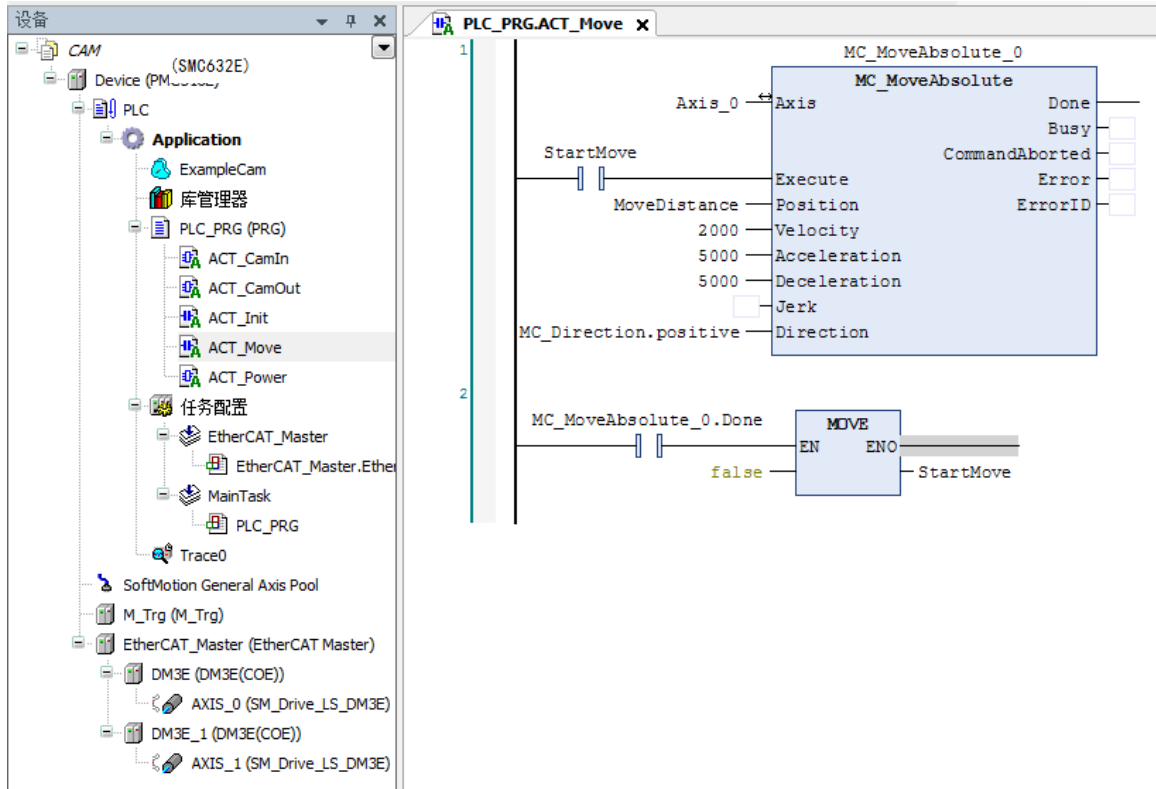 设备
CAM
(SMC632E)
Device
PLC
Application
ExampleCam
库管理器
PLC_PRG (PRG)
ACT_CamIn
ACT_CamOut
ACT_Init
ACT_Move
ACT_Power
任务配置
EtherCAT_Master
EtherCAT_Master.Ether
MainTask
PLC_PRG
Trace0
SoftMotion General Axis Pool
M_Trg (M_Trg)
EtherCAT_Master (EtherCAT Master)
DM3E (DM3E(COE))
AXIS_0 (SM_Drive_LS_DM3E)
DM3E_1 (DM3E(COE))
AXIS_1 (SM_Drive_LS_DM3E)
PLC_PRG.ACT_Move
1
MC_MoveAbsolute_0
MC_MoveAbsolute
Axis_0 Axis Done
Busy
StartMove CommandAborted
Execute Error
MoveDistance Position ErrorID
2000 Velocity
5000 Acceleration
5000 Deceleration
Jerk
MC_Direction.positive Direction
2
MC_MoveAbsolute_0.Done MOVE
EN ENO
false StartMove